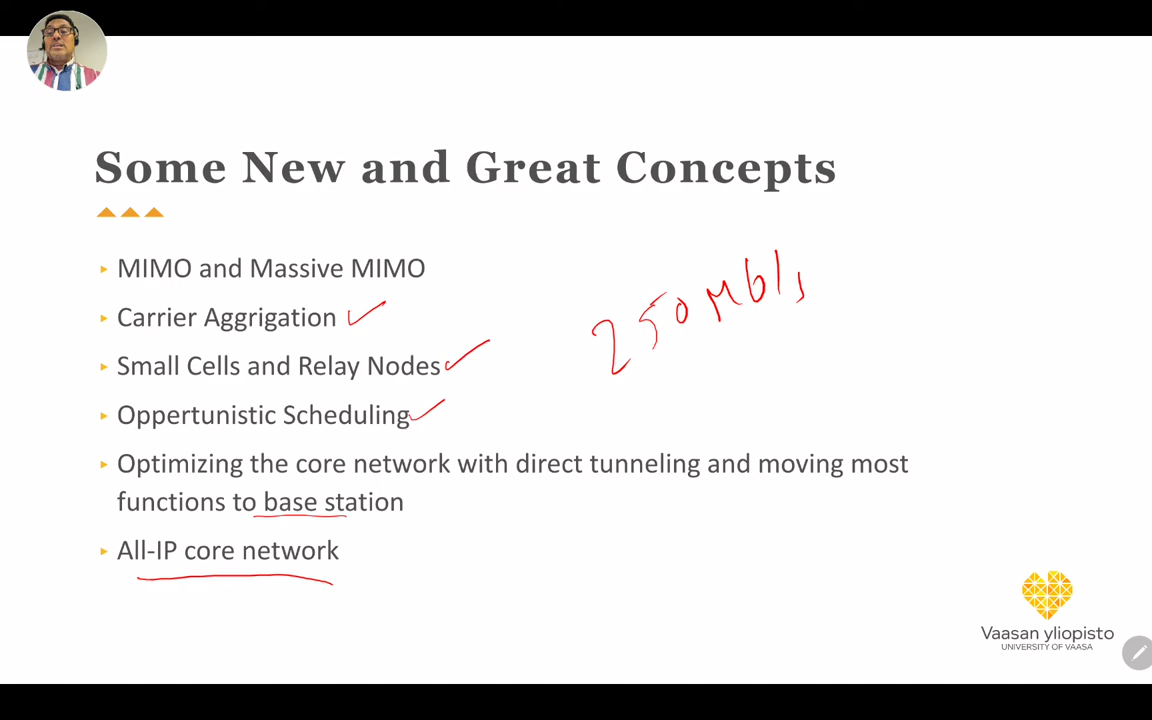 Some New and Great Concepts
MIMO and Massive MIMO
Carrier Aggrigation
Small Cells and Relay Nodes
Oppertunistic Scheduling
Optimizing the core network with direct tunneling and moving most
functions to base station
All-IP core network
250 Mb/s
Vaasan yliopisto
UNIVERSITY OF VAASA